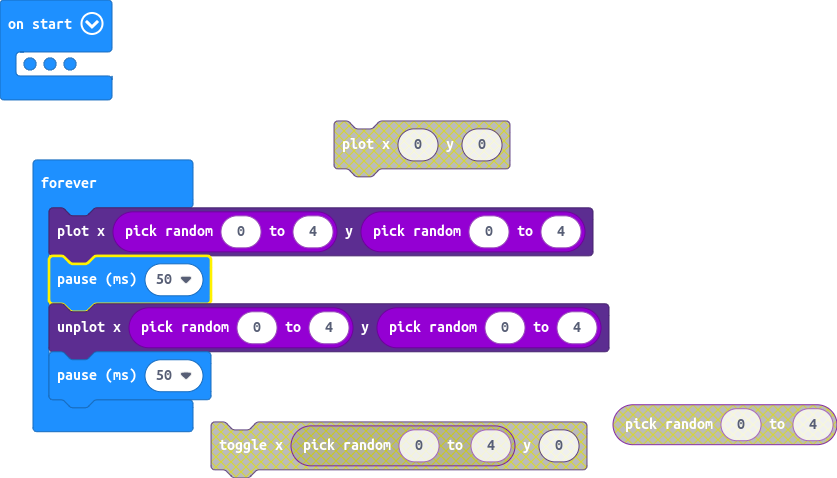 on start
plot x 0 y 0
forever
plot x pick random 0 to 4 y pick random 0 to 4
pause (ms) 50
unplot x pick random 0 to 4 y pick random 0 to 4
pause (ms) 50
pick random 0 to 4
toggle x pick random 0 to 4 y 0